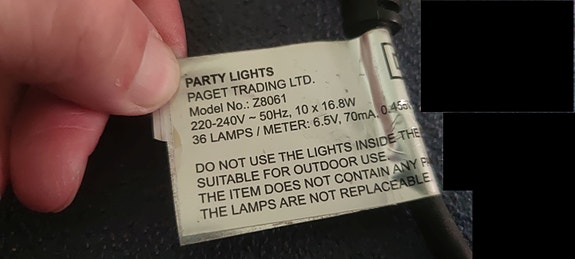 PARTY LIGHTS
PAGET TRADING LTD.
Model No.: Z8061
220-240V ~ 50Hz, 10 x 16.8W
36 LAMPS / METER: 6.5V, 70mA,
DO NOT USE THE LIGHTS INSIDE THE
SUITABLE FOR OUTDOOR USE
THE ITEM DOES NOT CONTAIN ANY
THE LAMPS ARE NOT REPLACEABLE